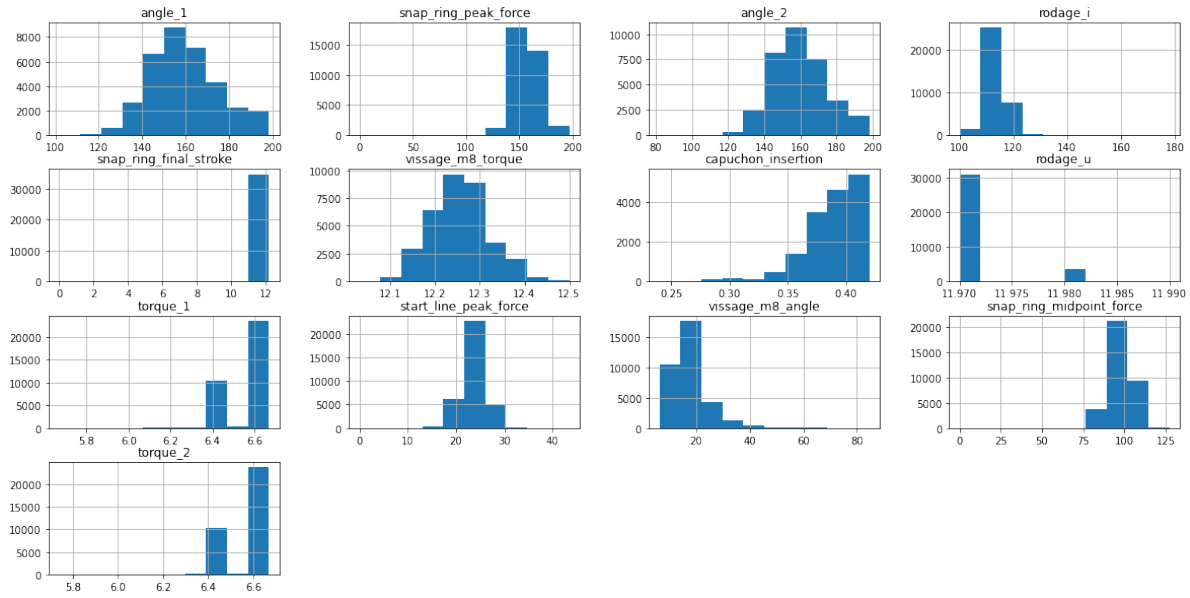 angle_1
8000
6000
4000
2000
0
100 120 140 160 180 200
snap_ring_peak_force
15000
10000
5000
0
0 50 100 150 200
angle_2
10000
7500
5000
2500
0
80 100 120 140 160 180 200
rodage_i
20000
10000
0
100 120 140 160 180
snap_ring_final_stroke
30000
20000
10000
0
0 2 4 6 8 10 12
vissage_m8_torque
10000
7500
5000
2500
0
12.1 12.2 12.3 12.4 12.5
capuchon_insertion
4000
2000
0
0.25 0.30 0.35 0.40
rodage_u
30000
20000
10000
0
11.970 11.975 11.980 11.985 11.990
torque_1
20000
15000
10000
5000
0
5.8 6.0 6.2 6.4 6.6
start_line_peak_force
20000
15000
10000
5000
0
0 10 20 30 40
vissage_m8_angle
15000
10000
5000
0
20 40 60 80
snap_ring_midpoint_force
20000
15000
10000
5000
0
0 25 50 75 100 125
torque_2
20000
15000
10000
5000
0
5.8 6.0 6.2 6.4 6.6